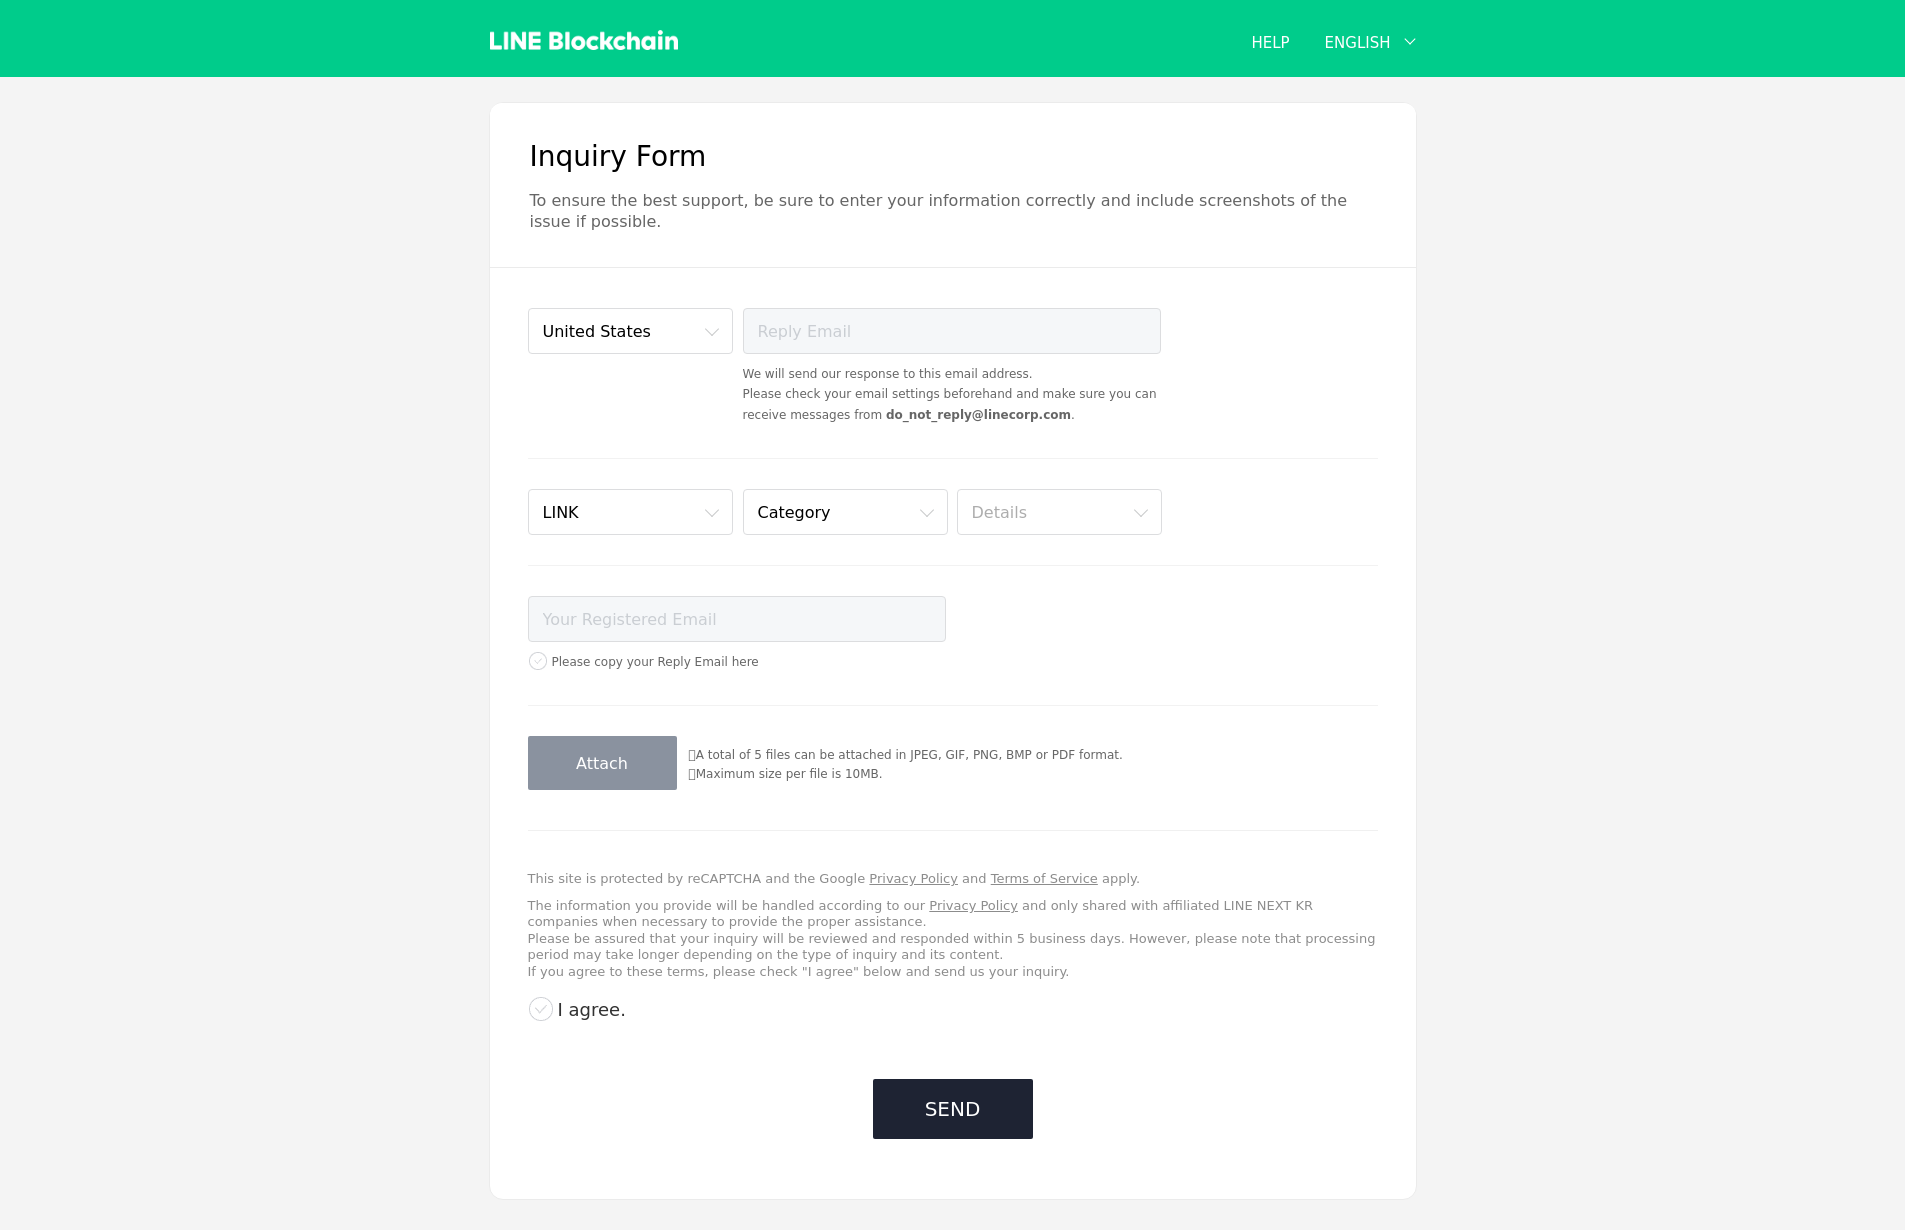 LINE Blockchain
HELP
ENGLISH
Inquiry Form
To ensure the best support, be sure to enter your information correctly and include screenshots of the
issue if possible.
United States
Reply Email
We will send our response to this email address.
Please check your email settings beforehand and make sure you can
receive messages from do_not_reply@linecorp.com.
LINK
Category
Details
Your Registered Email
Please copy your Reply Email here
Attach
A total of 5 files can be attached in JPEG, GIF, PNG, BMP or PDF format.
Maximum size per file is 10MB.
This site is protected by reCAPTCHA and the Google Privacy Policy and Terms of Service apply.
The information you provide will be handled according to our Privacy Policy and only shared with affiliated LINE NEXT KR
companies when necessary to provide the proper assistance.
Please be assured that your inquiry will be reviewed and responded within 5 business days. However, please note that processing
period may take longer depending on the type of inquiry and its content.
If you agree to these terms, please check "I agree" below and send us your inquiry.
I agree.
SEND